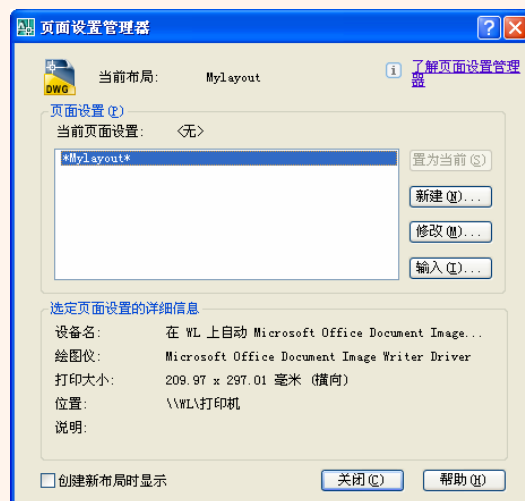 页面设置管理器
DWG
当前布局: Mylayout
了解页面设置管理器
页面设置(P)
当前页面设置: <无>
*Mylayout*
置为当前(S)
新建(N)...
修改(M)...
输入(I)...
选定页面设置的详细信息
设备名: 在 WL 上自动 Microsoft Office Document Image...
绘图仪: Microsoft Office Document Image Writer Driver
打印大小: 209.97 x 297.01 毫米 (横向)
位置: \\WL\打印机
说明:
创建新布局时显示
关闭(C)
帮助(H)